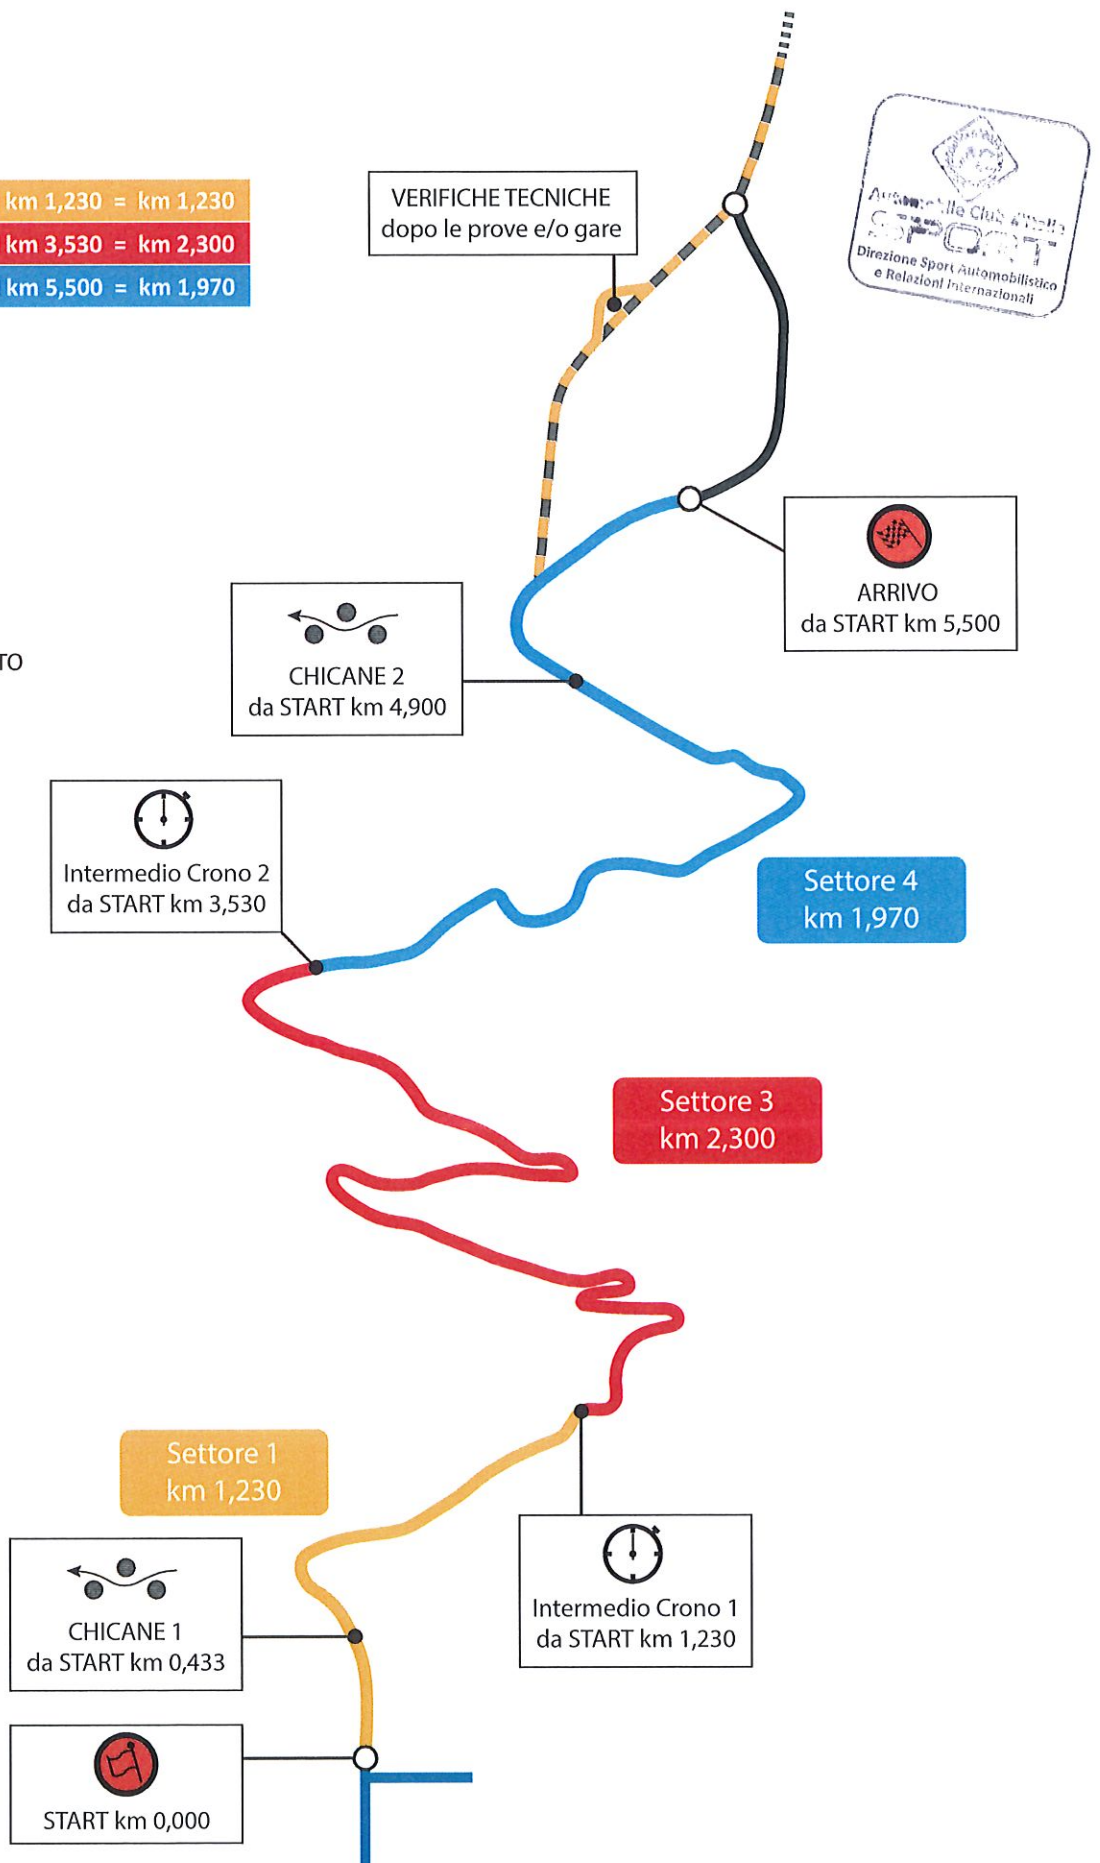 km 1,230 = km 1,230
km 3,530 = km 2,300
km 5,500 = km 1,970
VERIFICHE TECNICHE
dopo le prove e/o gare
Automobile Club d'Italia
SPORT
Direzione Sport Automobilistico
e Relazioni Internazionali
ARRIVO
da START km 5,500
TO
CHICANE 2
da START km 4,900
Intermedio Crono 2
da START km 3,530
Settore 4
km 1,970
Settore 3
km 2,300
Settore 1
km 1,230
Intermedio Crono 1
da START km 1,230
CHICANE 1
da START km 0,433
START km 0,000